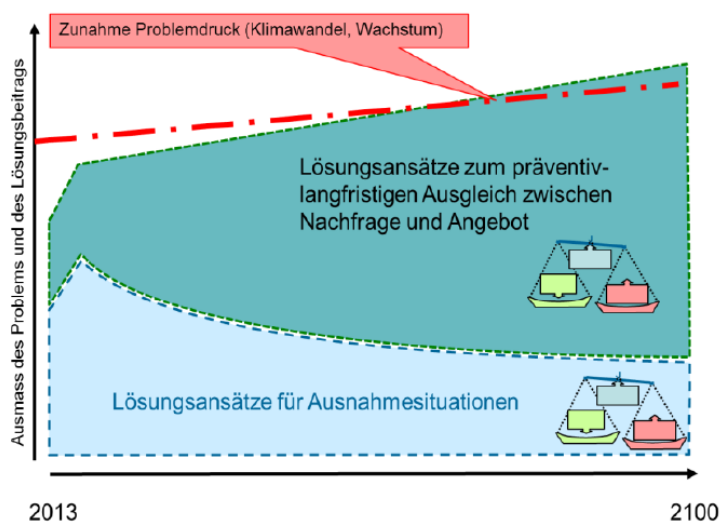 Zunahme Problemdruck (Klimawandel, Wachstum)
Ausmass des Problems und des Lösungsbeitrags
Lösungsansätze zum präventiv-
langfristigen Ausgleich zwischen
Nachfrage und Angebot
Lösungsansätze für Ausnahmesituationen
2013
2100